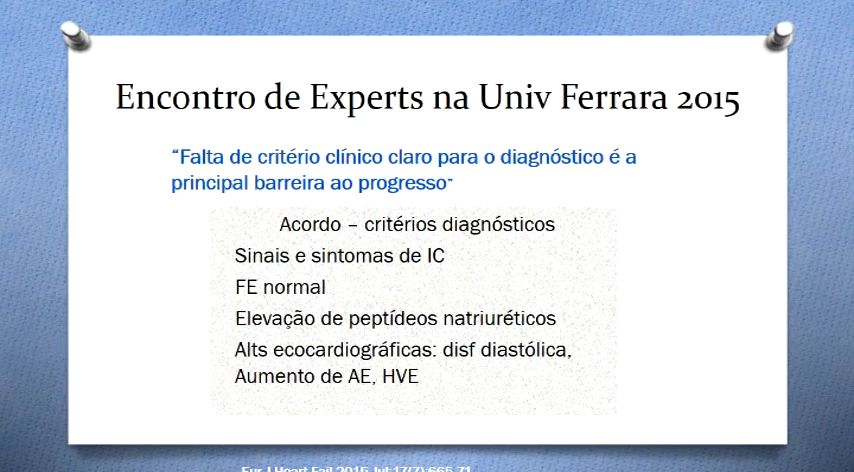 Encontro de Experts na Univ Ferrara 2015
“Falta de critério clínico claro para o diagnóstico é a
principal barreira ao progresso”
Acordo – critérios diagnósticos
Sinais e sintomas de IC
FE normal
Elevação de peptídeos natriuréticos
Alts ecocardiográficas: disf diastólica,
Aumento de AE, HVE
Eur J Heart Fail 2015 Jul;17(7):665-71